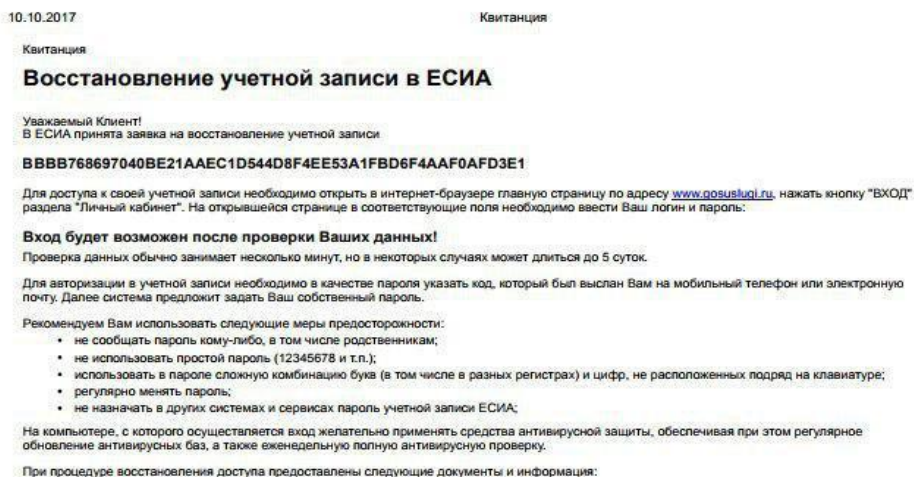 10.10.2017 Квитанция
Квитанция
Восстановление учетной записи в ЕСИА
Уважаемый Клиент!
В ЕСИА принята заявка на восстановление учетной записи
BBBB768697040BE21AAEC1D544D8F4EE53A1FBD6F4AAF0AFD3E1
Для доступа к своей учетной записи необходимо открыть в интернет-браузере главную страницу по адресу www.gosuslugi.ru, нажать кнопку "ВХОД"
раздела "Личный кабинет". На открывшейся странице в соответствующие поля необходимо ввести Ваш логин и пароль:
Вход будет возможен после проверки Ваших данных!
Проверка данных обычно занимает несколько минут, но в некоторых случаях может длиться до 5 суток.
Для авторизации в учетной записи необходимо в качестве пароля указать код, который был выслан Вам на мобильный телефон или электронную
почту. Далее система предложит задать Ваш собственный пароль.
Рекомендуем Вам использовать следующие меры предосторожности:
• не сообщать пароль кому-либо, в том числе родственникам;
• не использовать простой пароль (12345678 и т.п.);
• использовать в пароле сложную комбинацию букв (в том числе в разных регистрах) и цифр, не расположенных подряд на клавиатуре;
• регулярно менять пароль;
• не назначать в других системах и сервисах пароль учетной записи ЕСИА;
На компьютере, с которого осуществляется вход желательно применять средства антивирусной защиты, обеспечивая при этом регулярное
обновление антивирусных баз, а также еженедельную полную антивирусную проверку.
При процедуре восстановления доступа предоставлены следующие документы и информация: